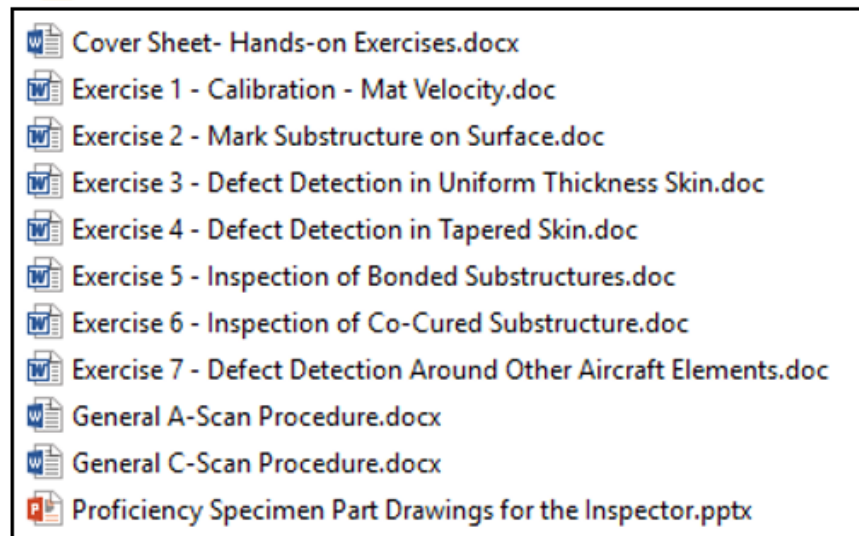 Cover Sheet- Hands-on Exercises.docx
Exercise 1 - Calibration - Mat Velocity.doc
Exercise 2 - Mark Substructure on Surface.doc
Exercise 3 - Defect Detection in Uniform Thickness Skin.doc
Exercise 4 - Defect Detection in Tapered Skin.doc
Exercise 5 - Inspection of Bonded Substructures.doc
Exercise 6 - Inspection of Co-Cured Substructure.doc
Exercise 7 - Defect Detection Around Other Aircraft Elements.doc
General A-Scan Procedure.docx
General C-Scan Procedure.docx
Proficiency Specimen Part Drawings for the Inspector.pptx